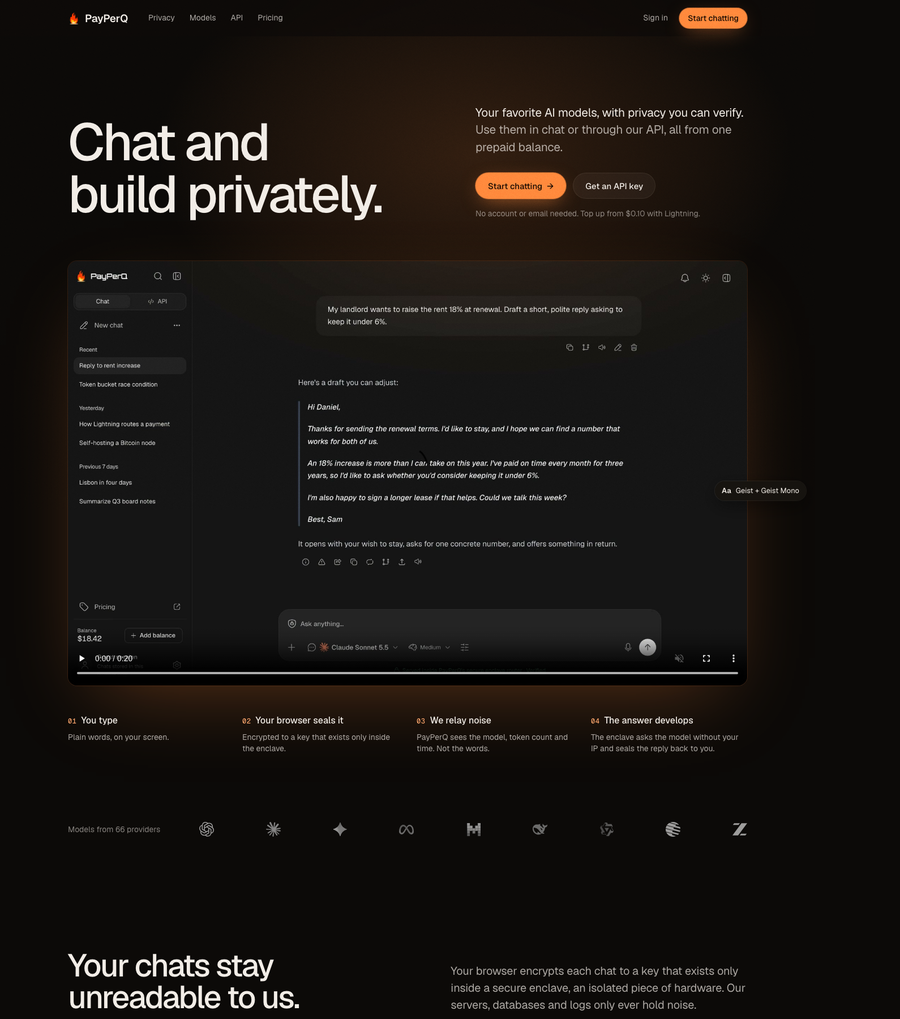 PayPerQ
Privacy
Models
API
Pricing
Sign in
Start chatting
Chat and
build privately.
Your favorite AI models, with privacy you can verify.
Use them in chat or through our API, all from one
prepaid balance.
Start chatting →
Get an API key
No account or email needed. Top up from $0.10 with Lightning.
PayPerQ
Chat
</> API
New chat
Recent
Reply to rent increase
Token bucket race condition
Yesterday
How Lightning routes a payment
Self-hosting a Bitcoin node
Previous 7 days
Lisbon in four days
Summarize Q3 board notes
Pricing
Balance
$18.42
+ Add balance
0:00 / 0:20
My landlord wants to raise the rent 18% at renewal. Draft a short, polite reply asking to
keep it under 6%.
Here's a draft you can adjust:
Hi Daniel,
Thanks for sending the renewal terms. I'd like to stay, and I hope we can find a number that
works for both of us.
An 18% increase is more than I can take on this year. I've paid on time every month for three
years, so I'd like to ask whether you'd consider keeping it under 6%.
I'm also happy to sign a longer lease if that helps. Could we talk this week?
Best, Sam
It opens with your wish to stay, asks for one concrete number, and offers something in return.
Ask anything...
Claude Sonnet 5.5
Medium
Aa Geist + Geist Mono
01 You type
Plain words, on your screen.
02 Your browser seals it
Encrypted to a key that exists only inside
the enclave.
03 We relay noise
PayPerQ sees the model, token count and
time. Not the words.
04 The answer develops
The enclave asks the model without your
IP and seals the reply back to you.
Models from 66 providers
Your chats stay
unreadable to us.
Your browser encrypts each chat to a key that exists only
inside a secure enclave, an isolated piece of hardware. Our
servers, databases and logs only ever hold noise.